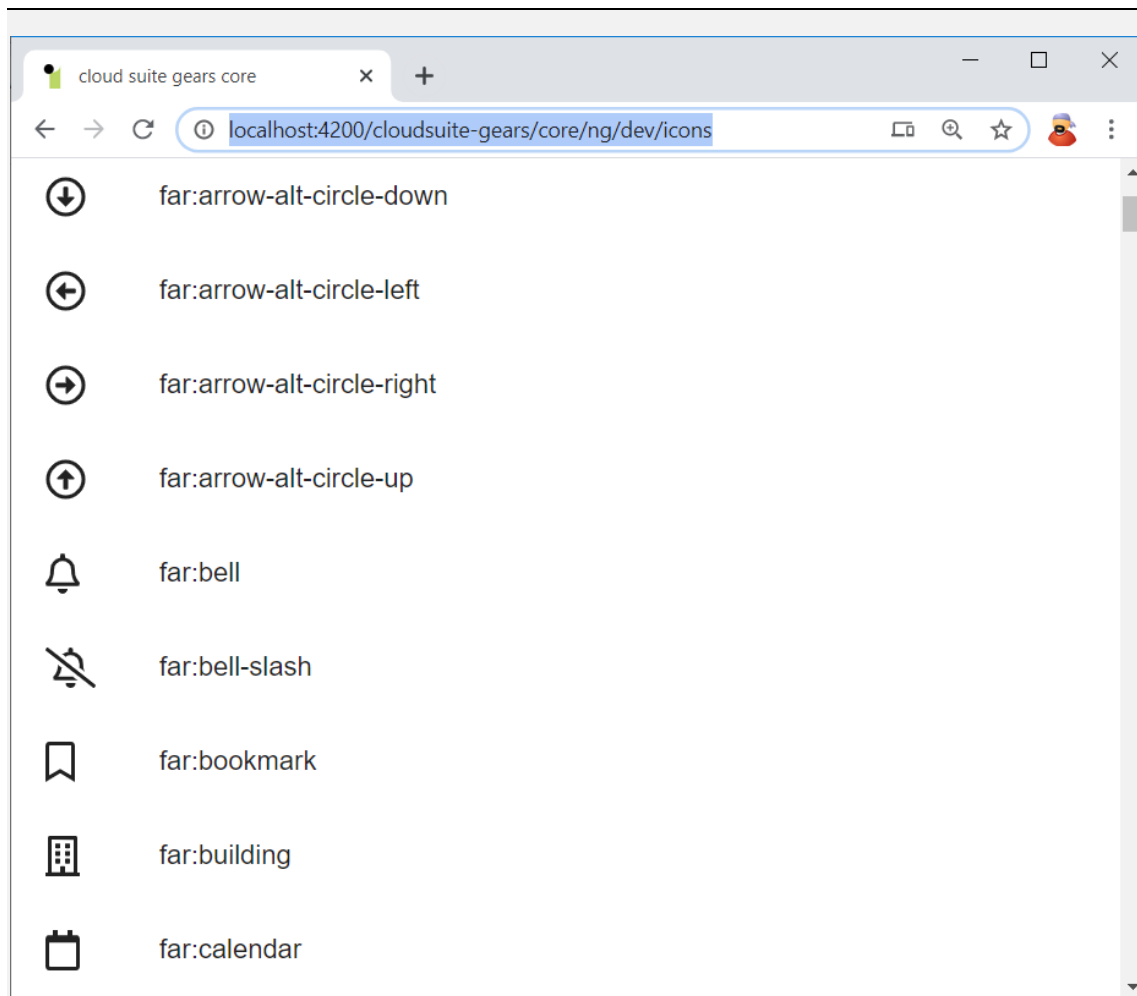 cloud suite gears core
localhost:4200/cloudsuite-gears/core/ng/dev/icons
far:arrow-alt-circle-down
far:arrow-alt-circle-left
far:arrow-alt-circle-right
far:arrow-alt-circle-up
far:bell
far:bell-slash
far:bookmark
far:building
far:calendar